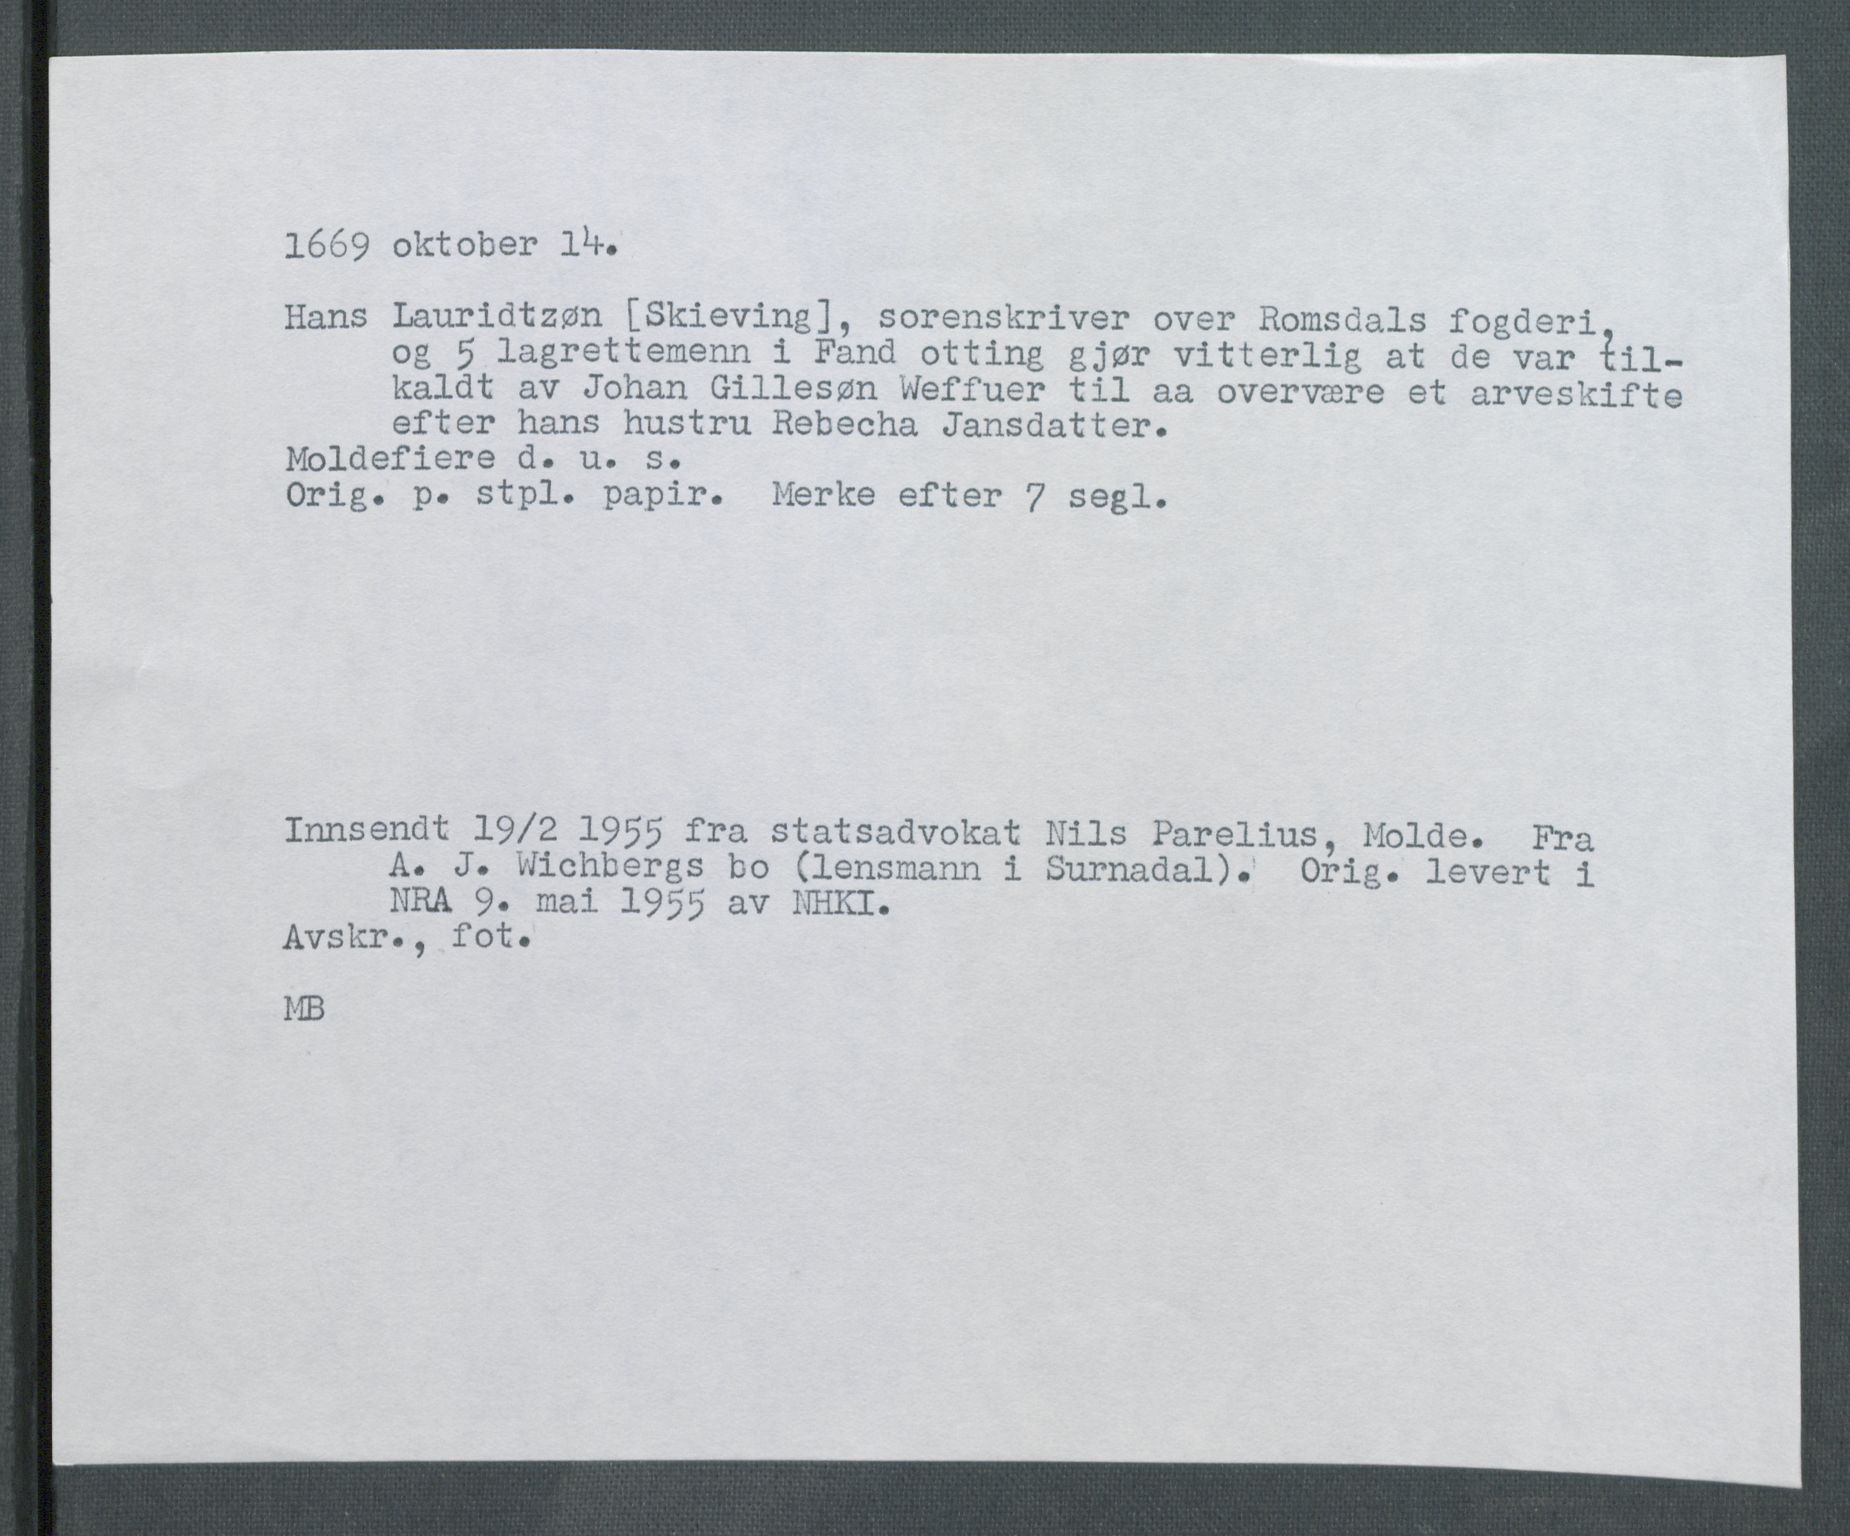 1669 oktober 14.
Hans Lauridtzøn [Skieving], sorenskriver over Romsdals fogderi,
og 5 lagrettemenn i Fand otting gjør vitterlig at de var til-
kaldt av Johan Gillesøn Weffuer til aa overvære et arveskifte
efter hans hustru Rebecha Jansdatter.
Moldefiere d. u. s.
Orig. p. stpl. papir. Merke efter 7 segl.
Innsendt 19/2 1955 fra statsadvokat Nils Parelius, Molde. Fra
A. J. Wichbergs bo (lensmann i Surnadal). Orig. levert i
NRA 9. mai 1955 av NHKI.
Avskr., fot.
MB